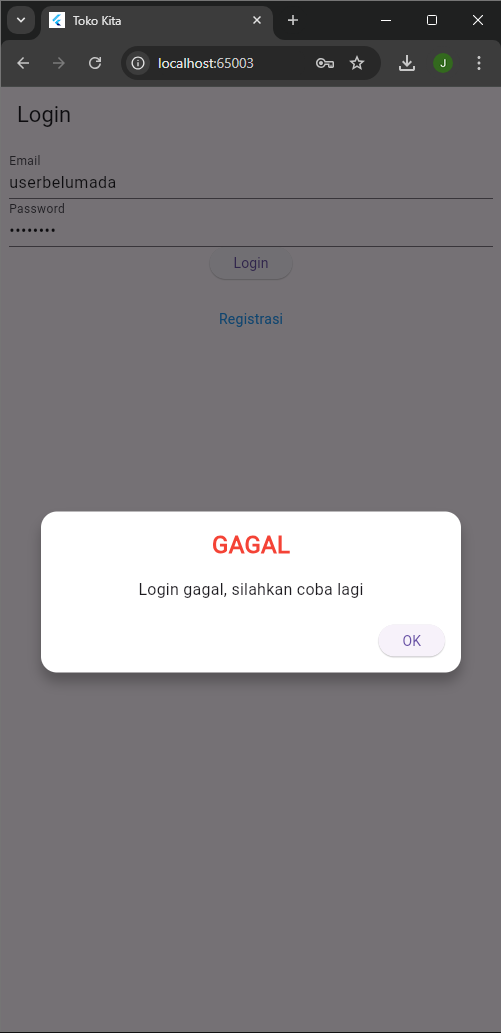 Toko Kita
localhost:65003
J
Login
Email
userbelumada
Password
••••••••
Login
Registrasi
GAGAL
Login gagal, silahkan coba lagi
OK